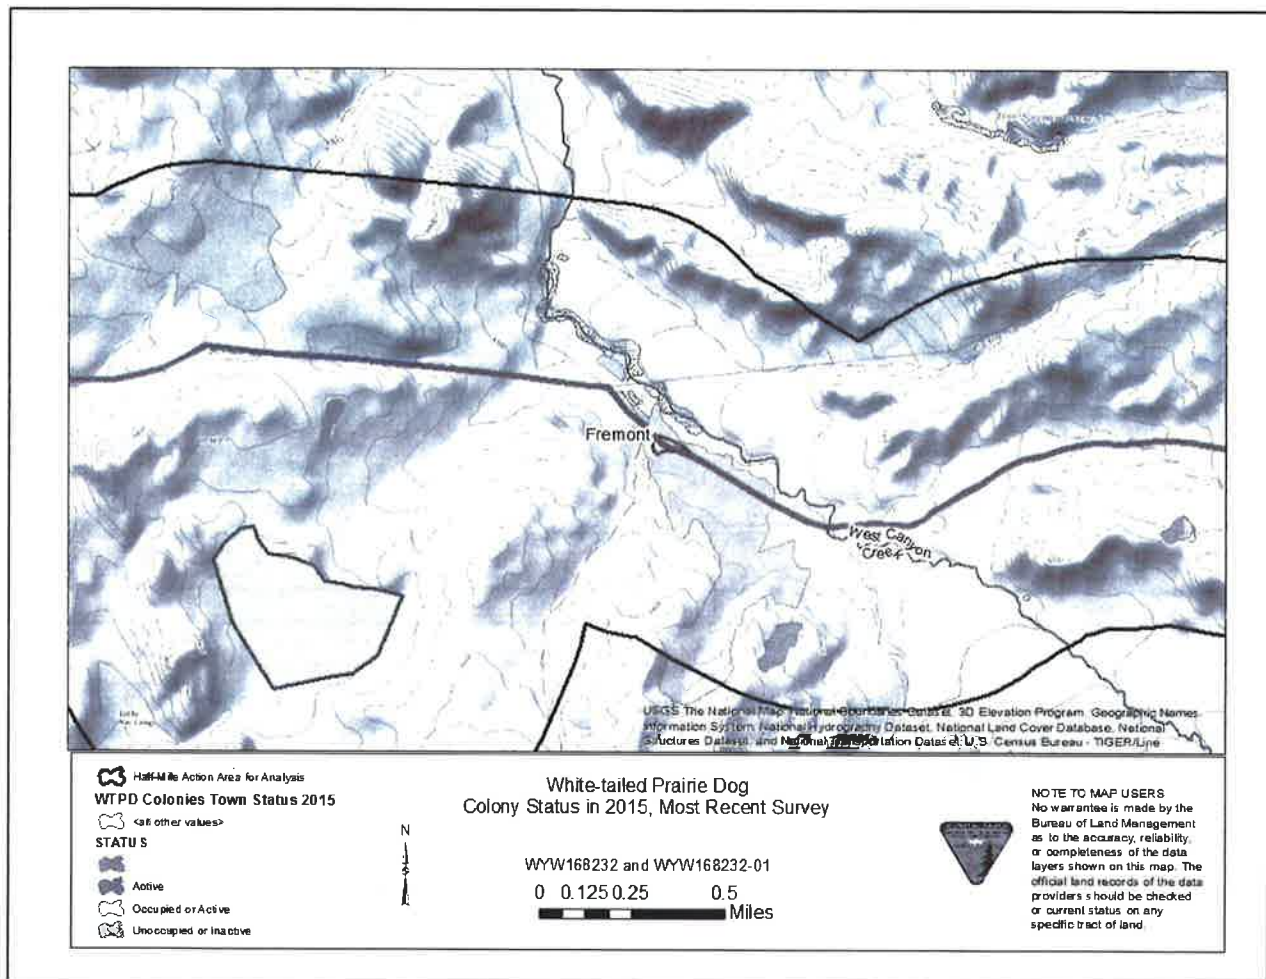 Fremont
West Canyon
Creek
USGS The National Map: National Boundaries Dataset, 3D Elevation Program, Geographic Names
Information System, National Hydrography Dataset, National Land Cover Database, National
Structures Dataset, and National Transportation Dataset; U.S. Census Bureau - TIGER/Line
Half-Mile Action Area for Analysis
WTPD Colonies Town Status 2015
<all other values>
STATUS
Active
Occupied or Active
Unoccupied or Inactive
N
White-tailed Prairie Dog
Colony Status in 2015, Most Recent Survey
WYW168232 and WYW168232-01
0 0.125 0.25 0.5
Miles
NOTE TO MAP USERS
No warrantee is made by the
Bureau of Land Management
as to the accuracy, reliability,
or completeness of the data
layers shown on this map. The
official land records of the data
providers should be checked
or current status on any
specific tract of land.